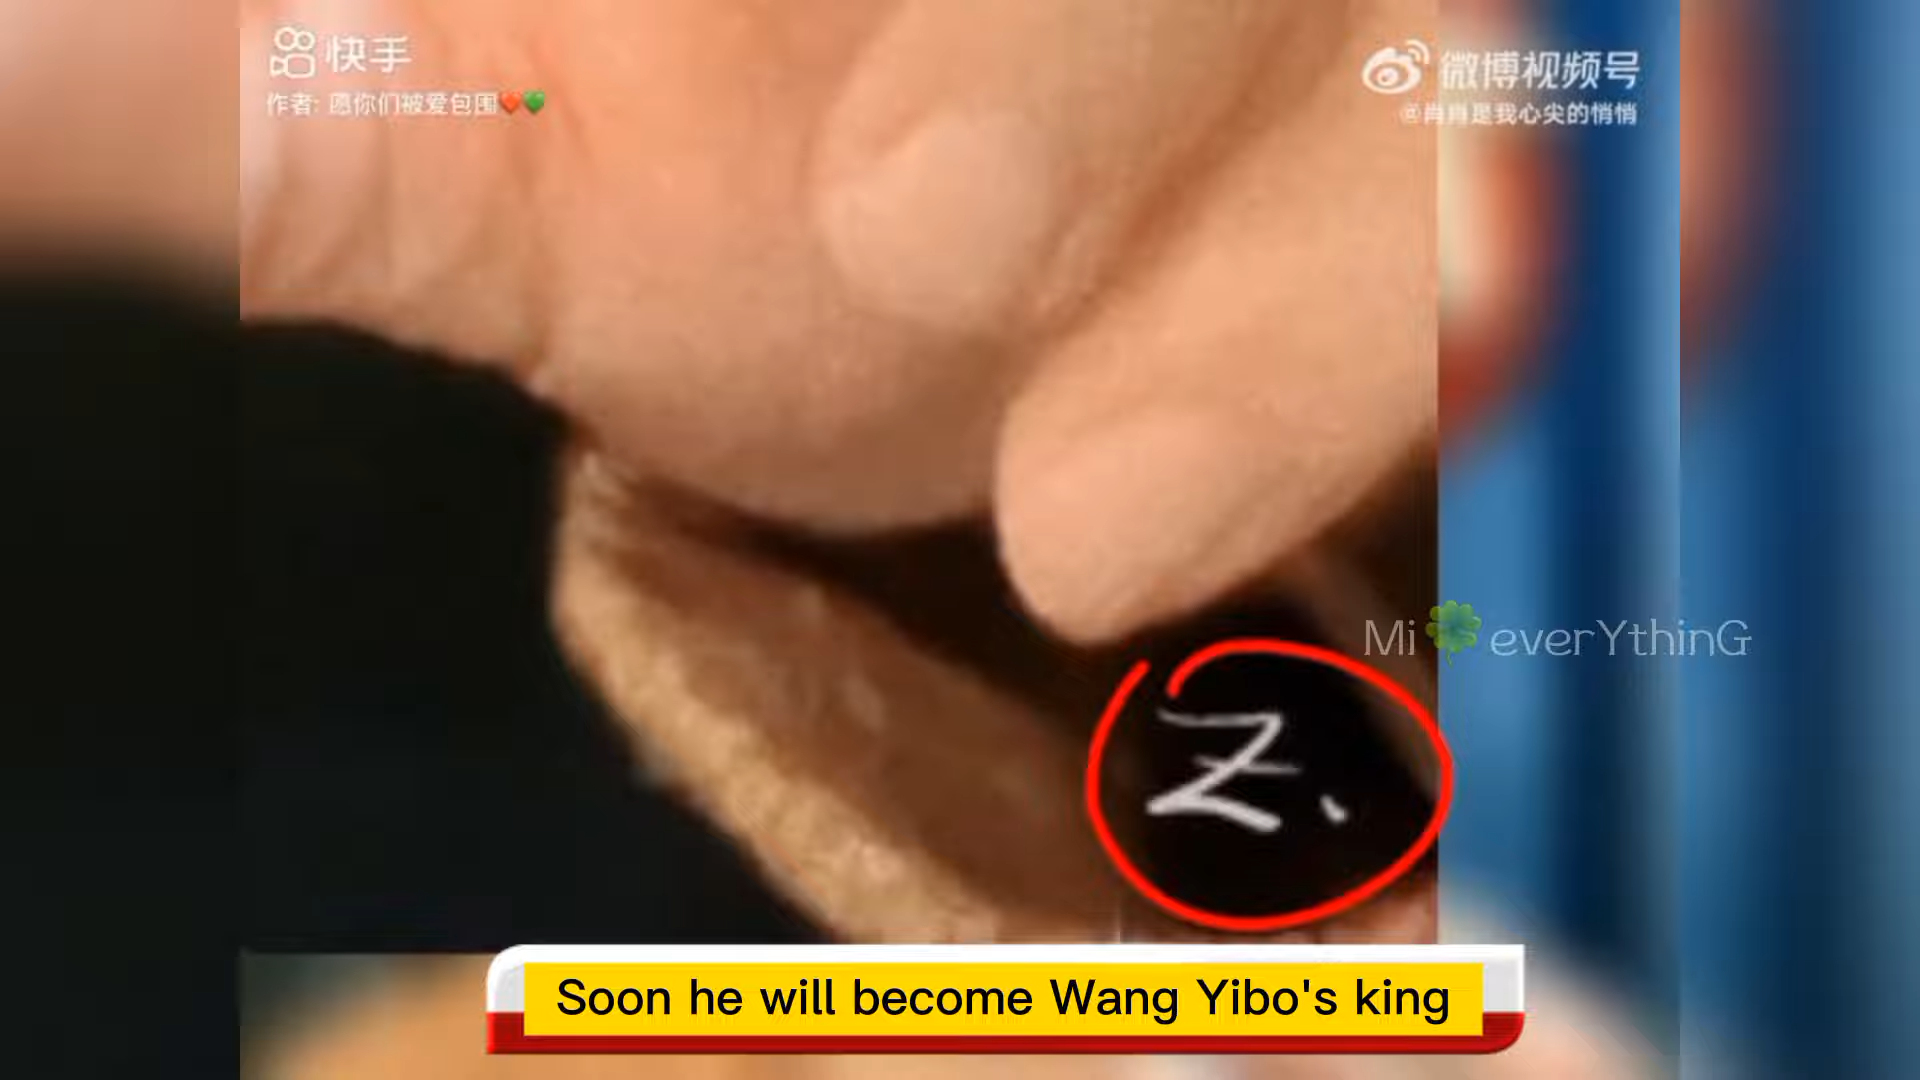 快手
作者: 愿你们被爱包围❤️💚
微博视频号
@肖肖是我心尖的悄悄
Mi🍀everYthinG
Z.
Soon he will become Wang Yibo's king